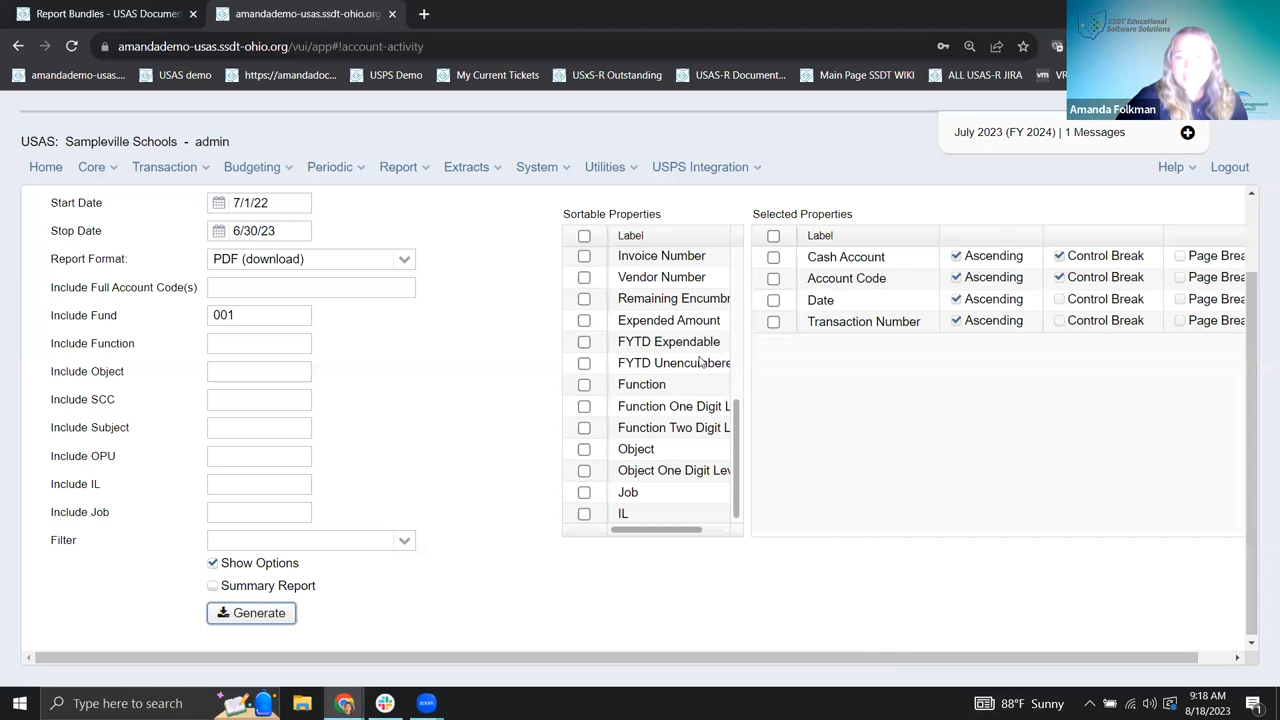 Report Bundles - USAS Documen
amandademo-usas.ssdt-ohio.org
amandademo-usas.ssdt-ohio.org/vui/app#!account-activity
amandademo-usas....
USAS demo
https://amandadoc...
USPS Demo
My Current Tickets
USxS-R Outstanding
USAS-R Document...
Main Page SSDT WIKI
ALL USAS-R JIRA
SSDT Educational
Software Solutions
Amanda Folkman
USAS: Sampleville Schools - admin
July 2023 (FY 2024) | 1 Messages
Home Core Transaction Budgeting Periodic Report Extracts System Utilities USPS Integration Help Logout
Start Date 7/1/22
Stop Date 6/30/23
Report Format: PDF (download)
Include Full Account Code(s)
Include Fund 001
Include Function
Include Object
Include SCC
Include Subject
Include OPU
Include IL
Include Job
Filter
Show Options
Summary Report
Generate
Sortable Properties
Label
Invoice Number
Vendor Number
Remaining Encumbr
Expended Amount
FYTD Expendable
FYTD Unencumbere
Function
Function One Digit L
Function Two Digit L
Object
Object One Digit Lev
Job
IL
Selected Properties
Label
Cash Account Ascending Control Break Page Brea
Account Code Ascending Control Break Page Brea
Date Ascending Control Break Page Brea
Transaction Number Ascending Control Break Page Brea
Type here to search
88°F Sunny
9:18 AM
8/18/2023
1